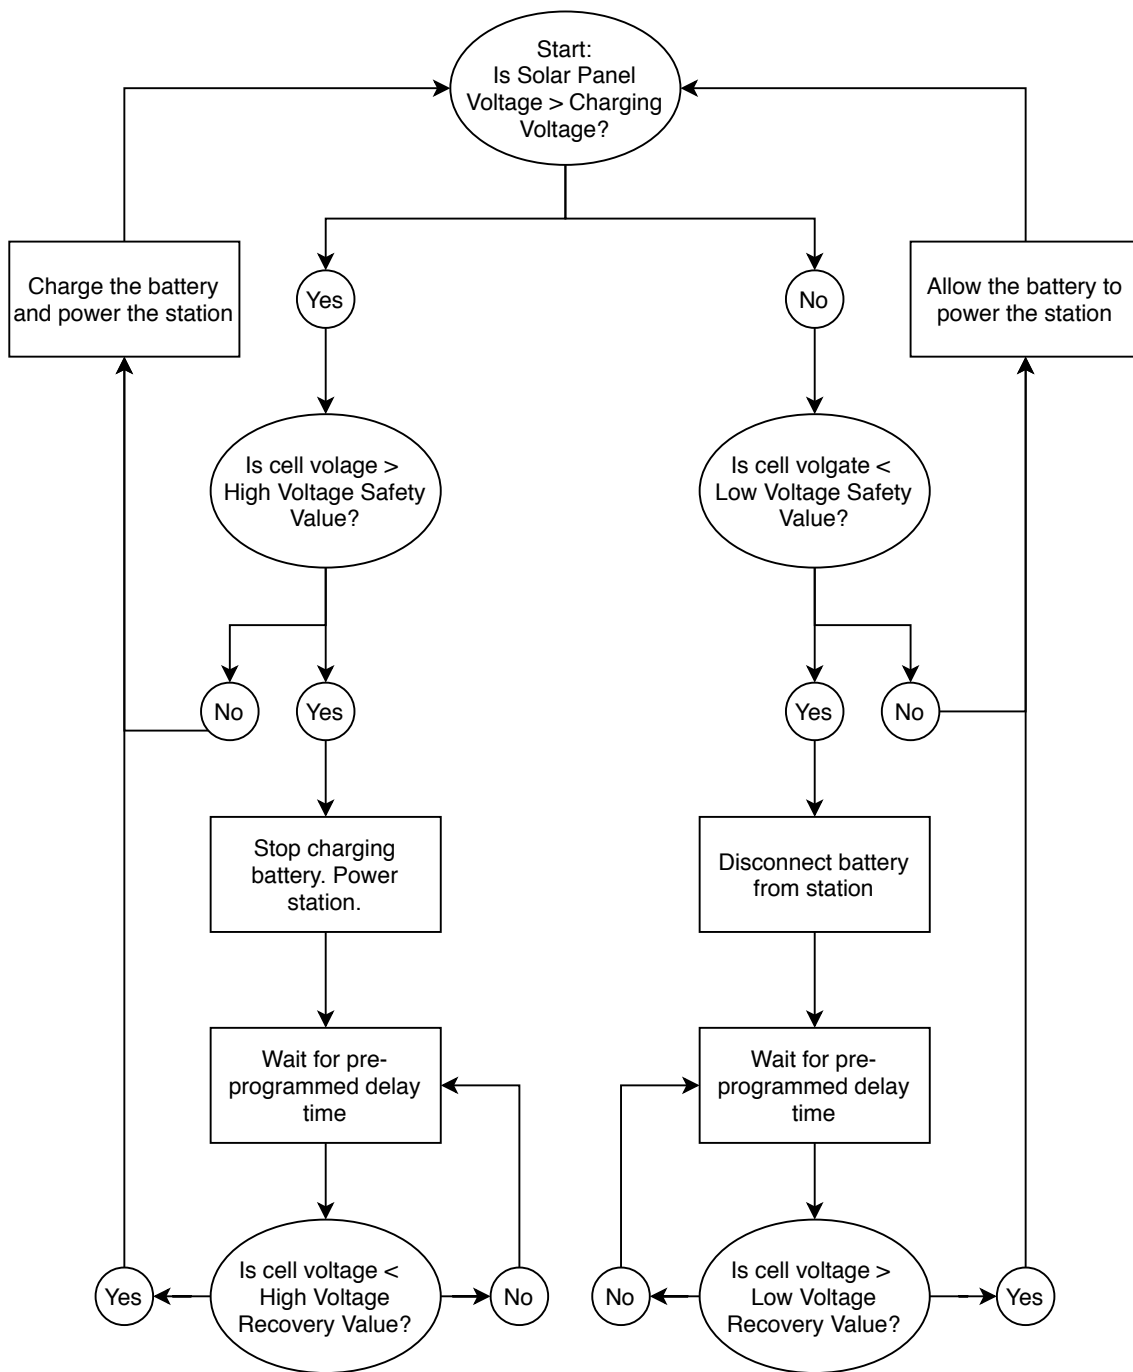 Start:
Is Solar Panel
Voltage > Charging
Voltage?
Charge the battery
and power the station
Yes
No
Allow the battery to
power the station
Is cell volage >
High Voltage Safety
Value?
Is cell volgate <
Low Voltage Safety
Value?
No
Yes
Yes
No
Stop charging
battery. Power
station.
Disconnect battery
from station
Wait for pre-
programmed delay
time
Wait for pre-
programmed delay
time
Yes
Is cell voltage <
High Voltage
Recovery Value?
No
No
Is cell voltage >
Low Voltage
Recovery Value?
Yes